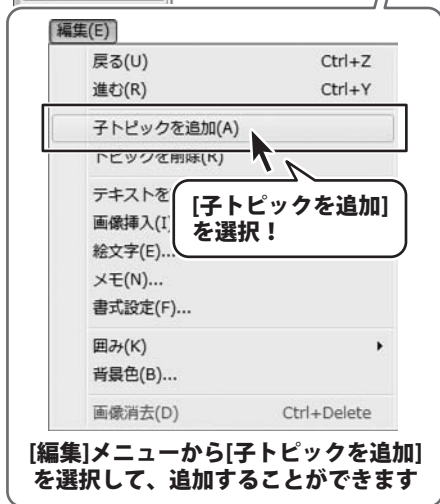 編集(E)
戻る(U) Ctrl+Z
進む(R) Ctrl+Y
子トピックを追加(A)
トピックを削除(R)
テキストを
画像挿入(I
絵文字(E)...
メモ(N)...
書式設定(F)...
囲み(K)
背景色(B)...
画像消去(D) Ctrl+Delete
[子トピックを追加]
を選択！
[編集]メニューから[子トピックを追加]
を選択して、追加することができます